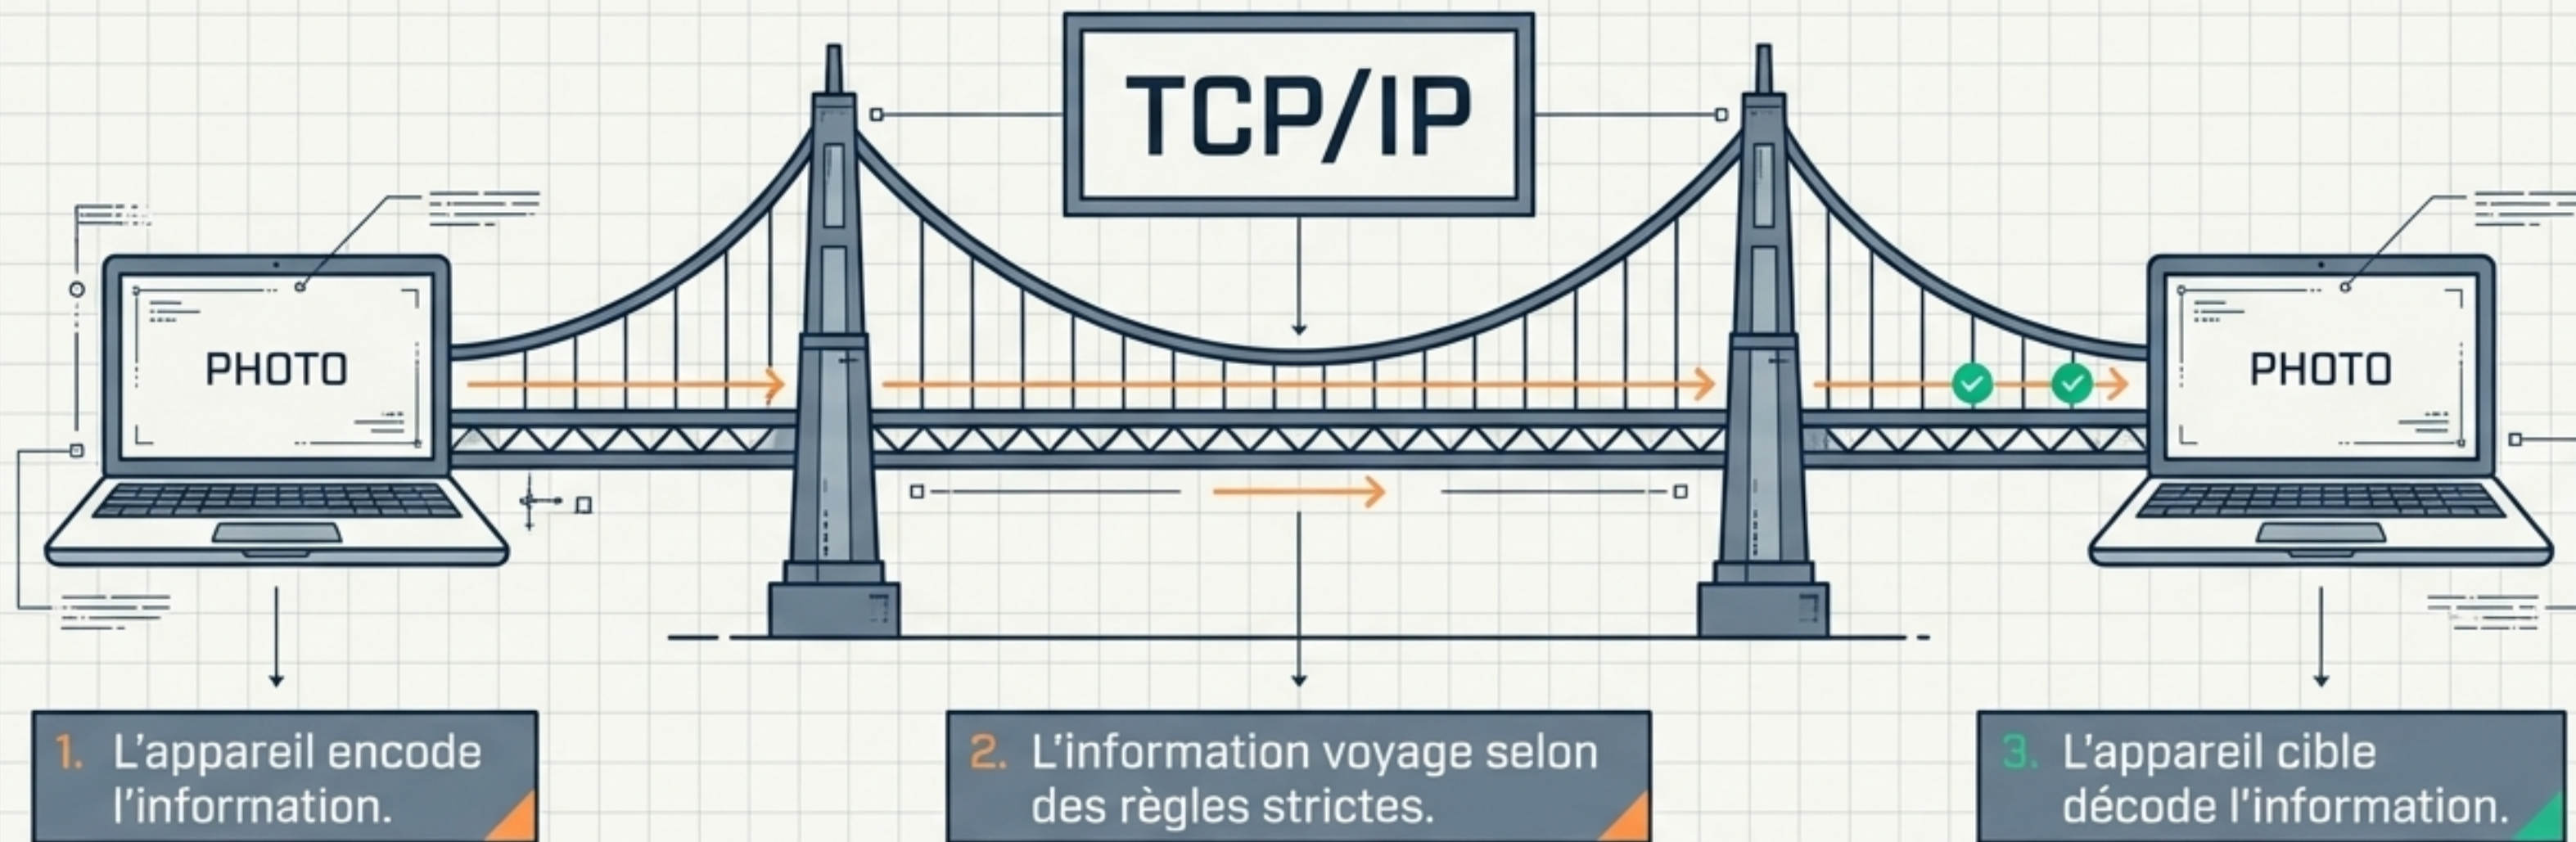 TCP/IP
PHOTO
PHOTO
1. L'appareil encode
l'information.
2. L'information voyage selon
des règles strictes.
3. L'appareil cible
décode l'information.